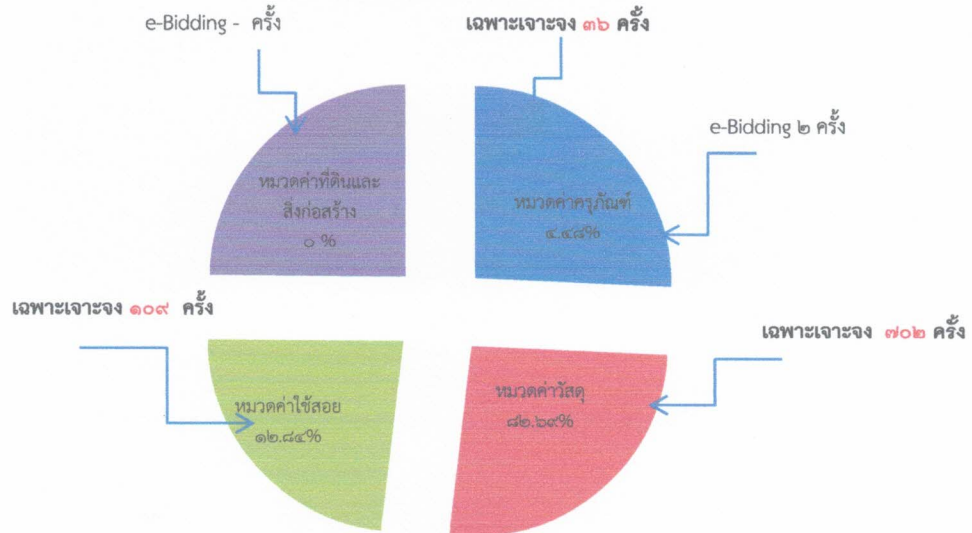 e-Bidding - ครั้ง
เฉพาะเจาะจง ๓๖ ครั้ง
e-Bidding ๒ ครั้ง
หมวดค่าที่ดินและ
สิ่งก่อสร้าง
๐ %
หมวดค่าครุภัณฑ์
๔.๔๘%
เฉพาะเจาะจง ๑๐๙ ครั้ง
เฉพาะเจาะจง ๗๐๒ ครั้ง
หมวดค่าใช้สอย
๑๒.๘๔%
หมวดค่าวัสดุ
๘๒.๖๙%